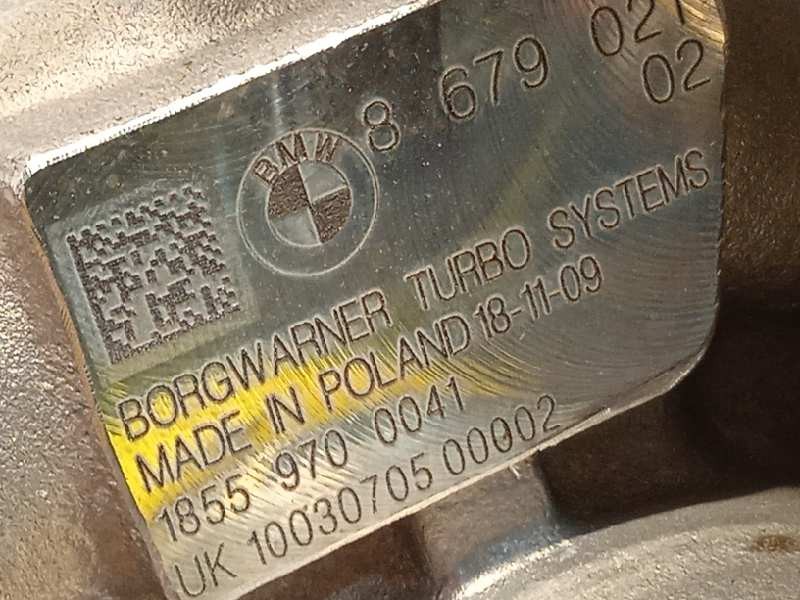 8 679 021
02
BMW
BORGWARNER TURBO SYSTEMS
MADE IN POLAND 18-11-09
1855 970 0041
UK 10030705 00002